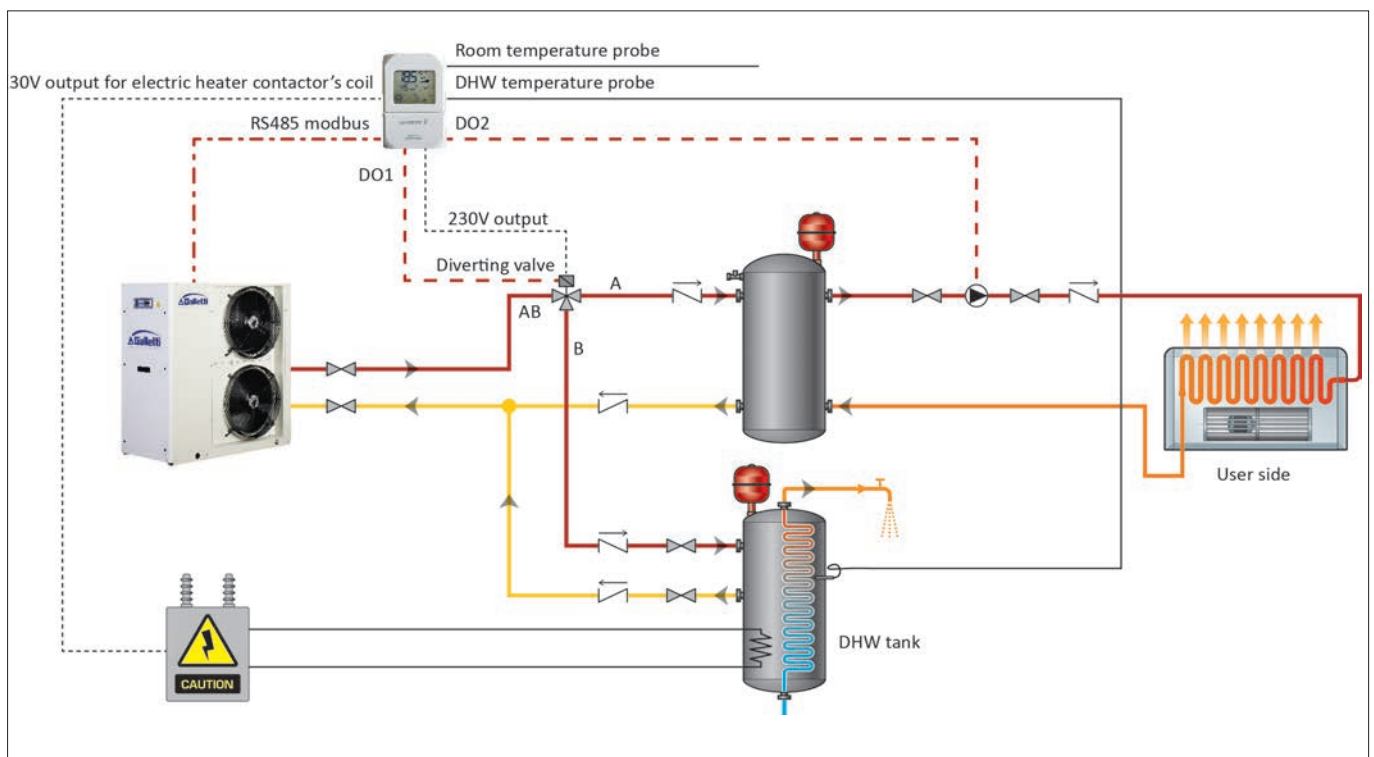 Room temperature probe
30V output for electric heater contactor's coil
DHW temperature probe
RS485 modbus
DO2
DO1
230V output
Diverting valve
A
AB
B
Galletti
Galletti
User side
DHW tank
CAUTION